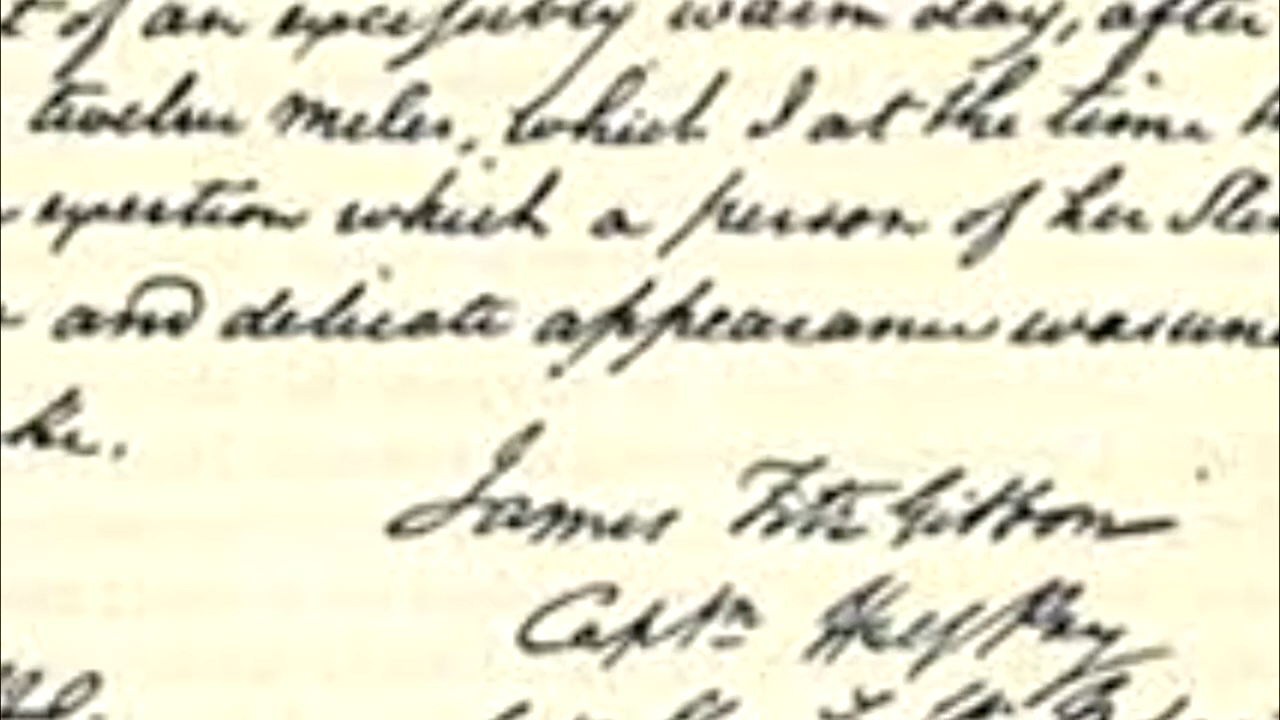 of an excessively warm day, after
twelve miles, which I at the time
exertion which a person of her
and delicate appearance was
James FitzGibbon
Captn Half Pay